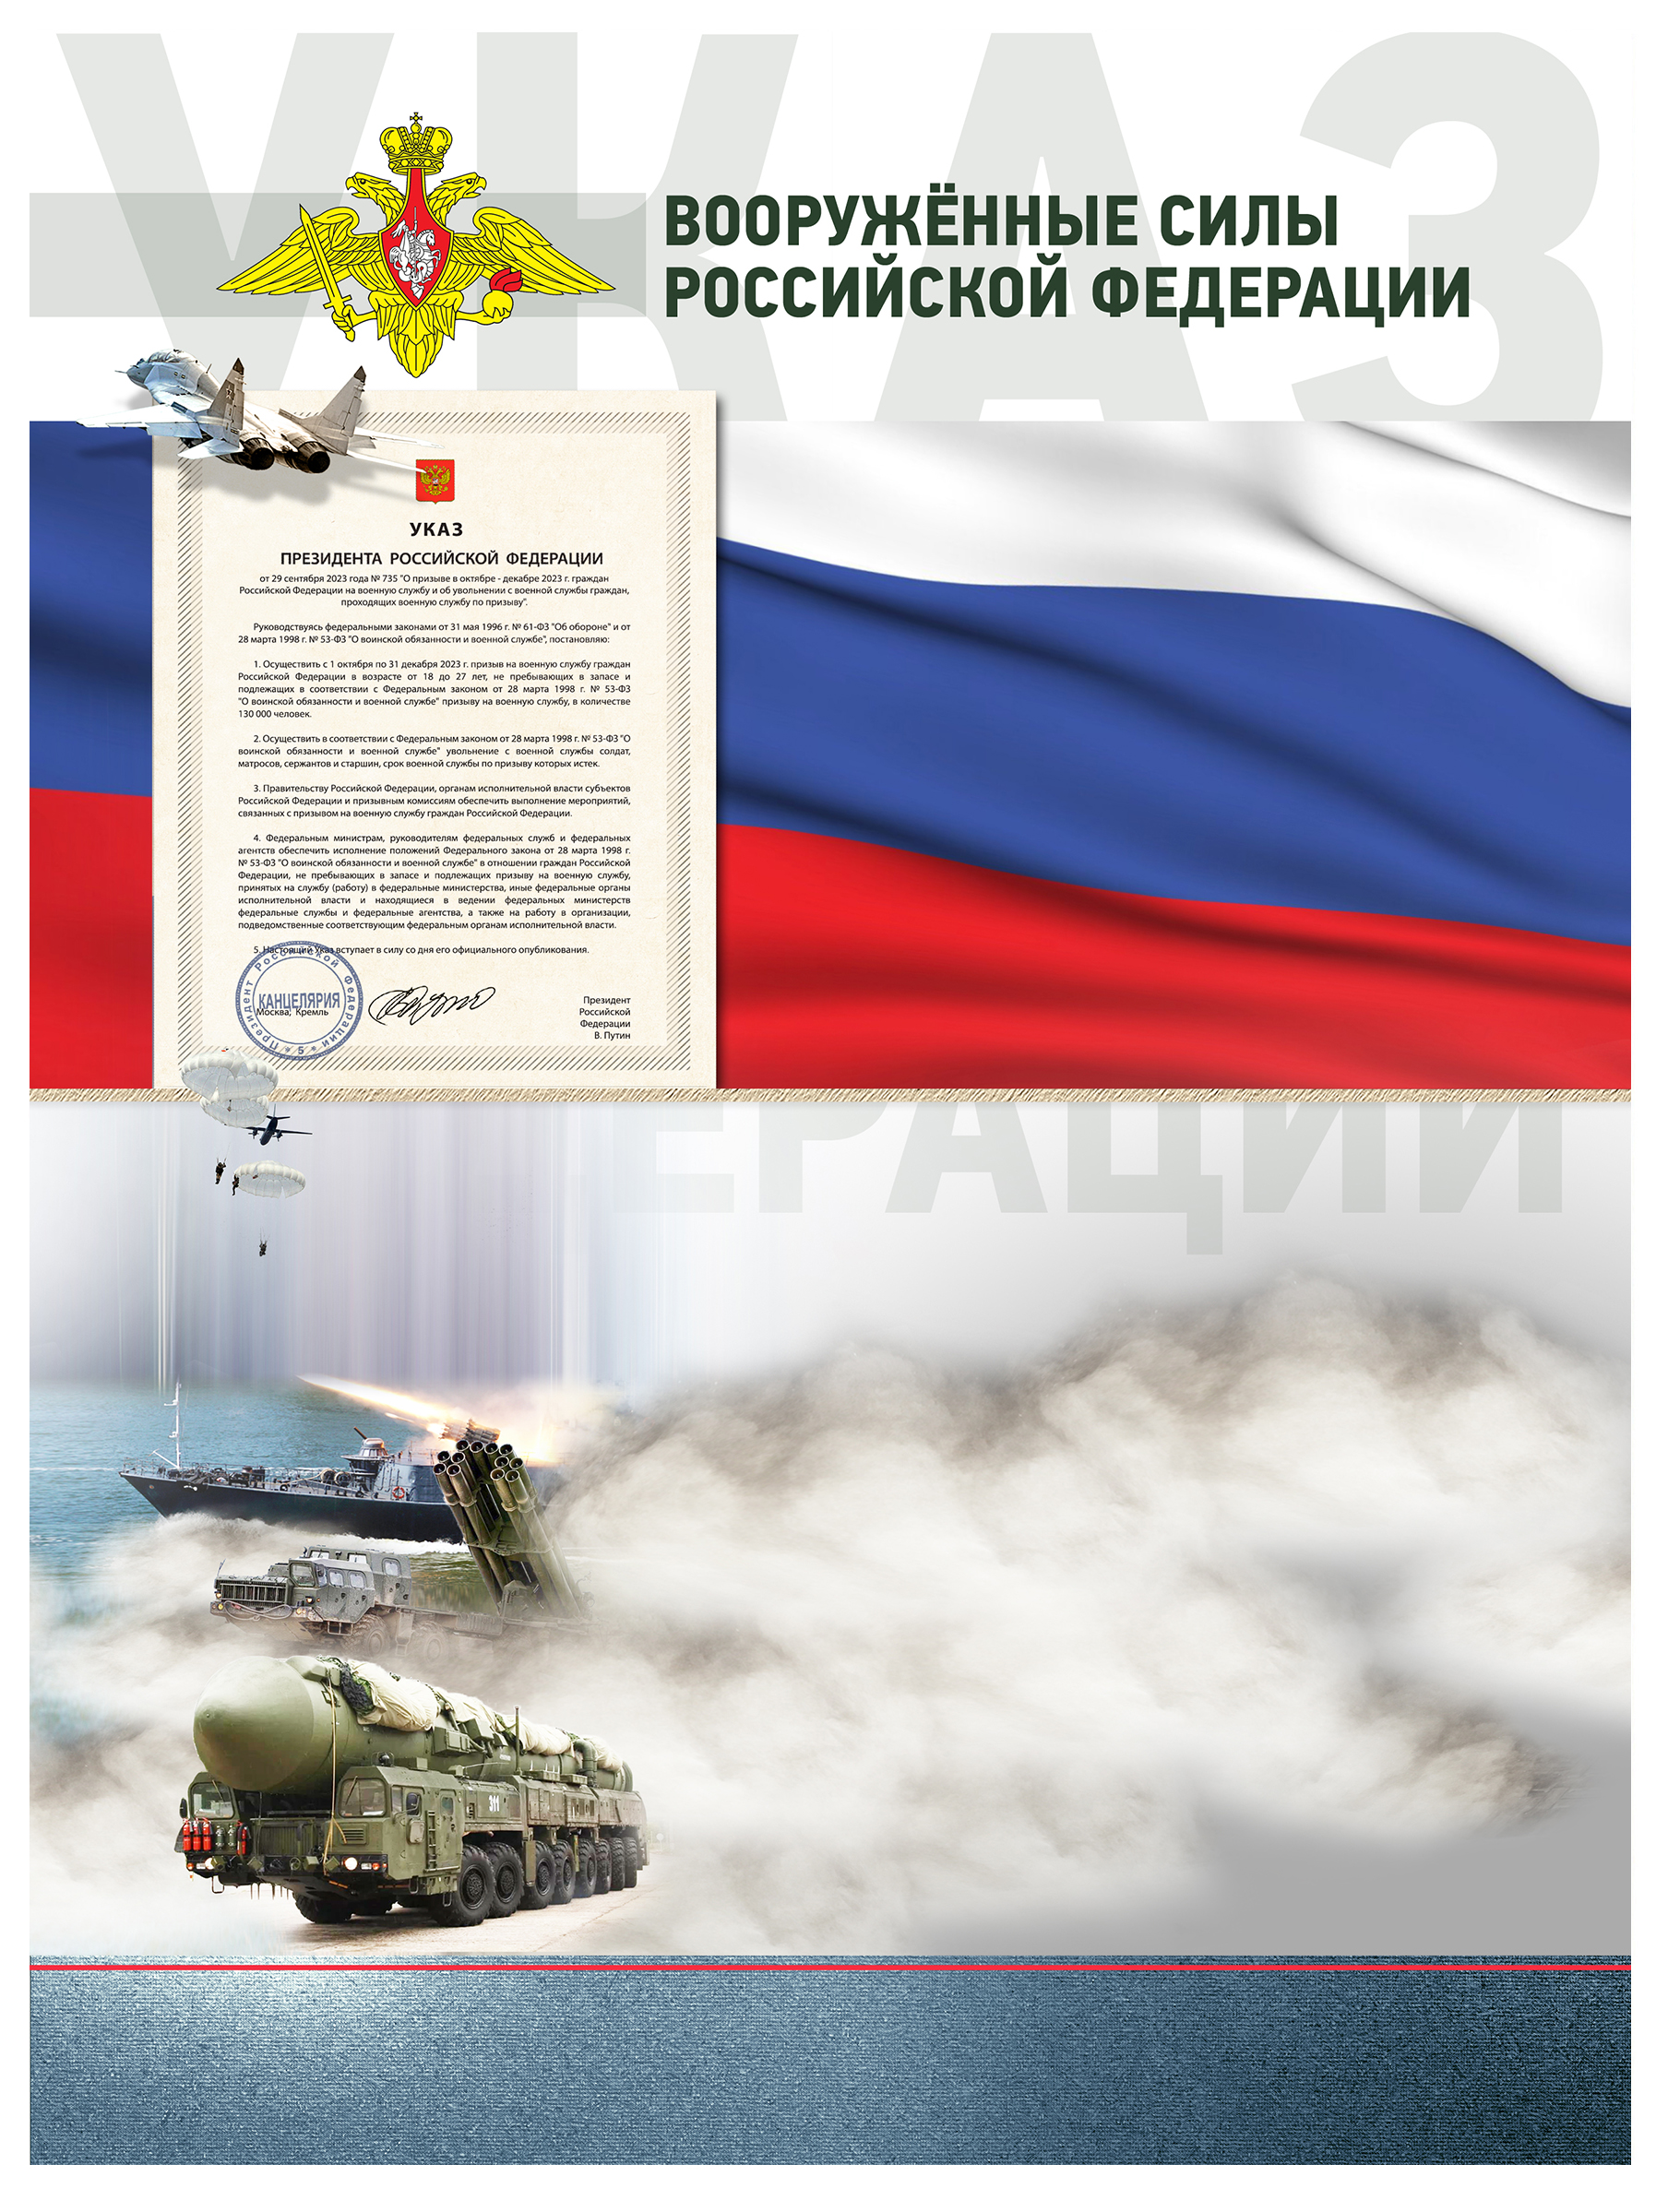 УКАЗ
ВООРУЖЁННЫЕ СИЛЫ
РОССИЙСКОЙ ФЕДЕРАЦИИ
УКАЗ
ПРЕЗИДЕНТА РОССИЙСКОЙ ФЕДЕРАЦИИ
от 29 сентября 2023 года № 735 "О призыве в октябре - декабре 2023 г. граждан
Российской Федерации на военную службу и об увольнении с военной службы граждан,
проходящих военную службу по призыву".
Руководствуясь федеральными законами от 31 мая 1996 г. № 61-ФЗ "Об обороне" и от
28 марта 1998 г. № 53-ФЗ "О воинской обязанности и военной службе", постановляю:
1. Осуществить с 1 октября по 31 декабря 2023 г. призыв на военную службу граждан
Российской Федерации в возрасте от 18 до 27 лет, не пребывающих в запасе и
подлежащих в соответствии с Федеральным законом от 28 марта 1998 г. № 53-ФЗ
"О воинской обязанности и военной службе" призыву на военную службу, в количестве
130 000 человек.
2. Осуществить в соответствии с Федеральным законом от 28 марта 1998 г. № 53-ФЗ "О
воинской обязанности и военной службе" увольнение с военной службы солдат,
матросов, сержантов и старшин, срок военной службы по призыву которых истек.
3. Правительству Российской Федерации, органам исполнительной власти субъектов
Российской Федерации и призывным комиссиям обеспечить выполнение мероприятий,
связанных с призывом на военную службу граждан Российской Федерации.
4. Федеральным министрам, руководителям федеральных служб и федеральных
агентств обеспечить исполнение положений Федерального закона от 28 марта 1998 г.
№ 53-ФЗ "О воинской обязанности и военной службе" в отношении граждан Российской
Федерации, не пребывающих в запасе и подлежащих призыву на военную службу,
принятых на службу (работу) в федеральные министерства, иные федеральные органы
исполнительной власти и находящиеся в ведении федеральных министерств
федеральные службы и федеральные агентства, а также на работу в организации,
подведомственные соответствующим федеральным органам исполнительной власти.
5. Настоящий Указ вступает в силу со дня его официального опубликования.
Президент Российской Федерации
* 5 *
КАНЦЕЛЯРИЯ
Москва, Кремль
Президент
Российской
Федерации
В. Путин
ЕРАЦИИ
311